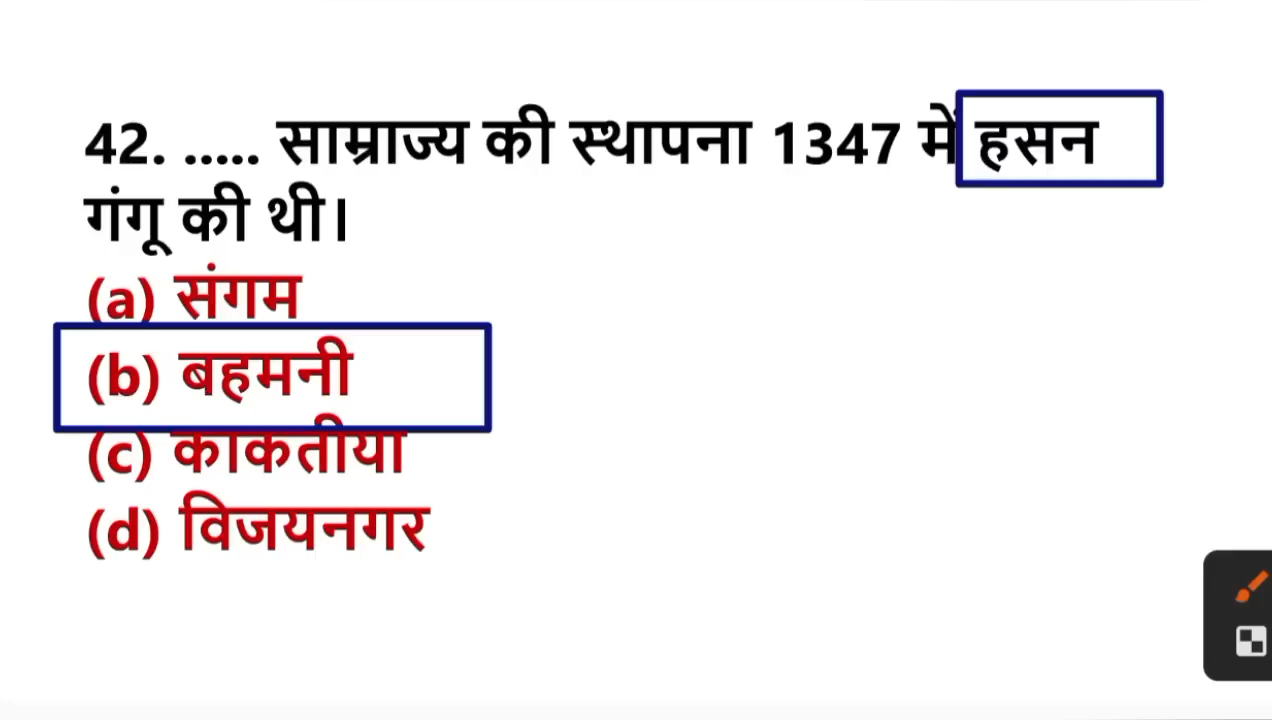 42. ..... साम्राज्य की स्थापना 1347 में हसन
गंगू की थी।
(a) संगम
(b) बहमनी
(c) काकतीया
(d) विजयनगर